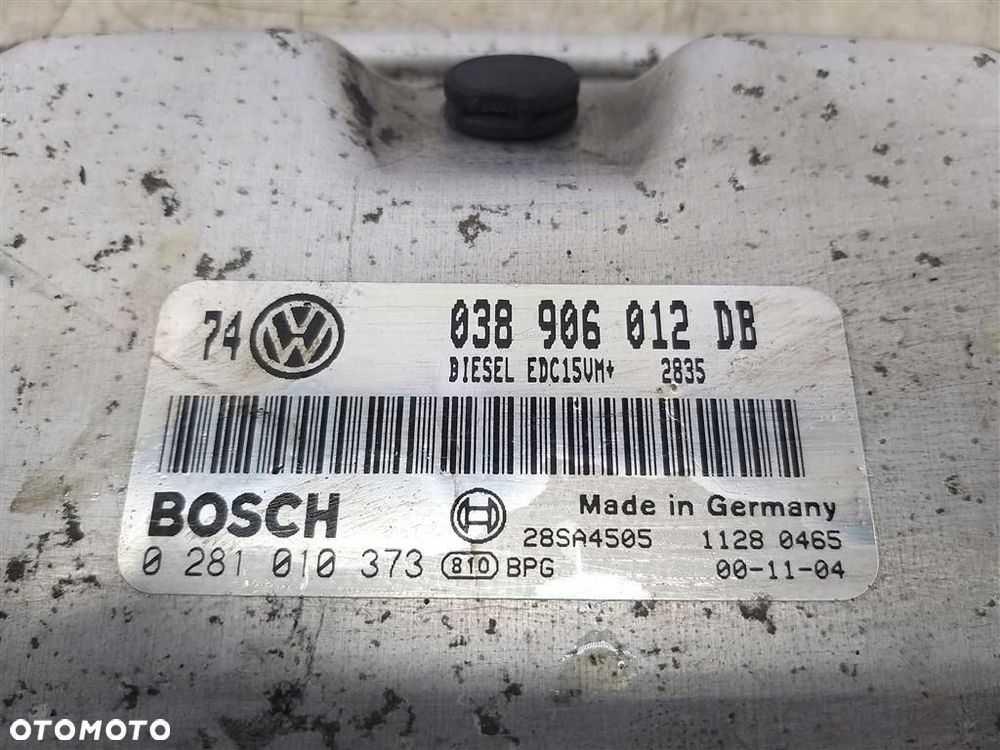 74 VW 038 906 012 DB
DIESEL EDC15VM+ 2835
BOSCH
Made in Germany
28SA4505 1128 0465
0 281 010 373 810 BPG 00-11-04
OTOMOTO